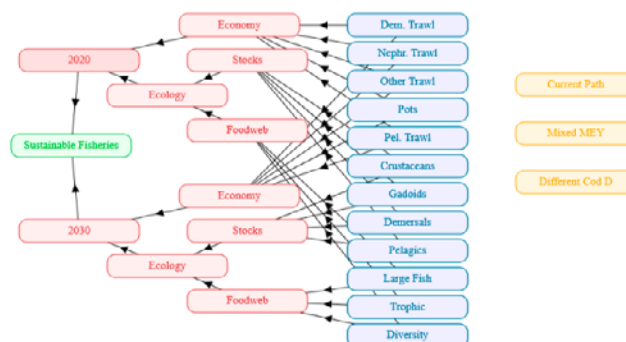 Economy
Dem. Trawl
Nephr. Trawl
2020
Stocks
Other Trawl
Current Path
Ecology
Pots
Foodweb
Pel. Trawl
Mixed MEY
Sustainable Fisheries
Crustaceans
Economy
Gadoids
Different Cod D
2030
Stocks
Demersals
Pelagics
Ecology
Large Fish
Foodweb
Trophic
Diversity